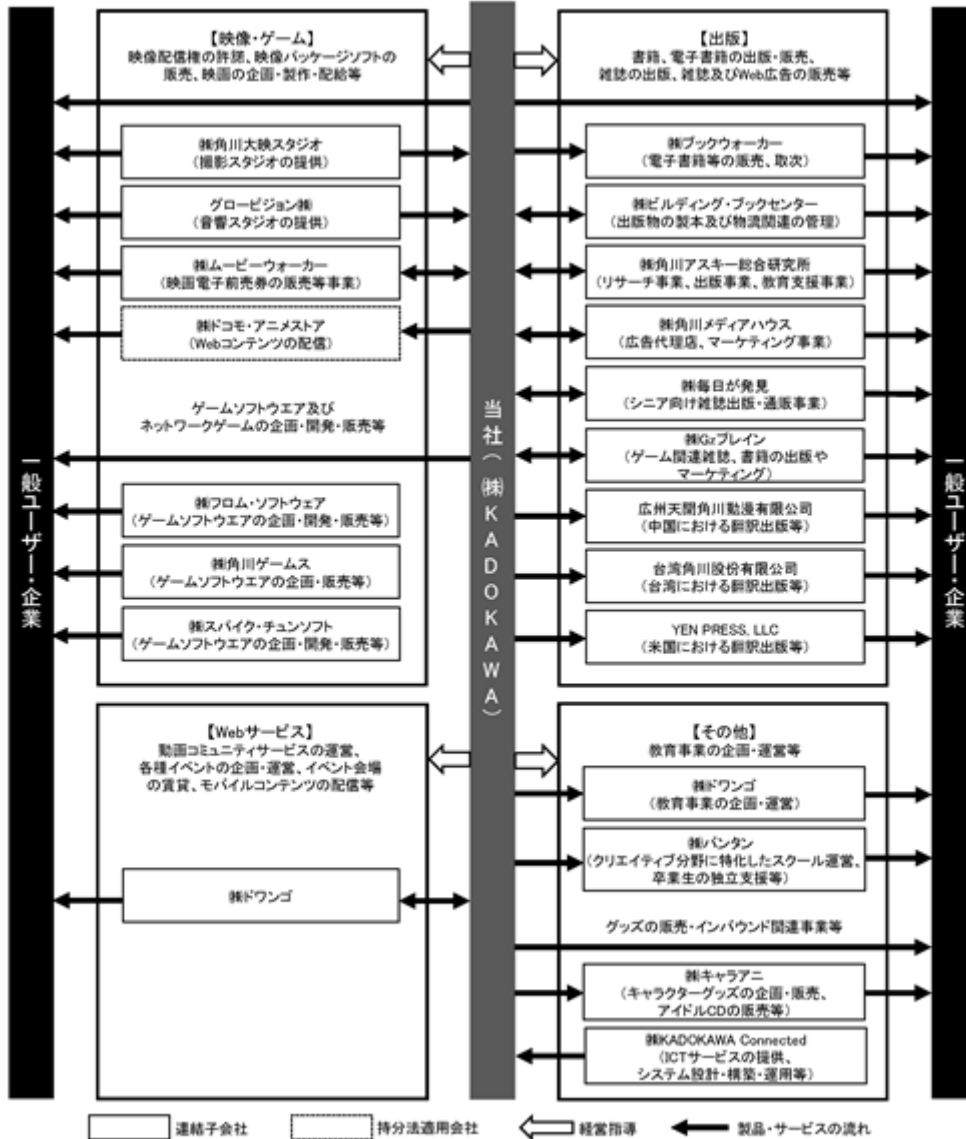 【映像・ゲーム】
映像配信権の許諾、映像パッケージソフトの
販売、映画の企画・製作・配給等
㈱角川大映スタジオ
(撮影スタジオの提供)
グロービジョン㈱
(音響スタジオの提供)
㈱ムービーウォーカー
(映画電子前売券の販売等事業)
㈱ドコモ・アニメストア
(Webコンテンツの配信)
ゲームソフトウエア及び
ネットワークゲームの企画・開発・販売等
㈱フロム・ソフトウェア
(ゲームソフトウエアの企画・開発・販売等)
㈱角川ゲームス
(ゲームソフトウエアの企画・販売等)
㈱スパイク・チュンソフト
(ゲームソフトウエアの企画・開発・販売等)
【Webサービス】
動画コミュニティサービスの運営、
各種イベントの企画・運営、イベント会場
の賃貸、モバイルコンテンツの配信等
㈱ドワンゴ
一般ユーザー・企業
当社(㈱KADOKAWA)
【出版】
書籍、電子書籍の出版・販売、
雑誌の出版、雑誌及びWeb広告の販売等
㈱ブックウォーカー
(電子書籍等の販売、取次)
㈱ビルディング・ブックセンター
(出版物の製本及び物流関連の管理)
㈱角川アスキー総合研究所
(リサーチ事業、出版事業、教育支援事業)
㈱角川メディアハウス
(広告代理店、マーケティング事業)
㈱毎日が発見
(シニア向け雑誌出版・通販事業)
㈱Gzブレイン
(ゲーム関連雑誌、書籍の出版や
マーケティング)
広州天聞角川動漫有限公司
(中国における翻訳出版等)
台湾角川股份有限公司
(台湾における翻訳出版等)
YEN PRESS, LLC
(米国における翻訳出版等)
【その他】
教育事業の企画・運営等
㈱ドワンゴ
(教育事業の企画・運営)
㈱バンタン
(クリエイティブ分野に特化したスクール運営、
卒業生の独立支援等)
グッズの販売・インバウンド関連事業等
㈱キャラアニ
(キャラクターグッズの企画・販売、
アイドルCDの販売等)
㈱KADOKAWA Connected
(ICTサービスの提供、
システム設計・構築・運用等)
一般ユーザー・企業
連結子会社
持分法適用会社
経営指導
製品・サービスの流れ